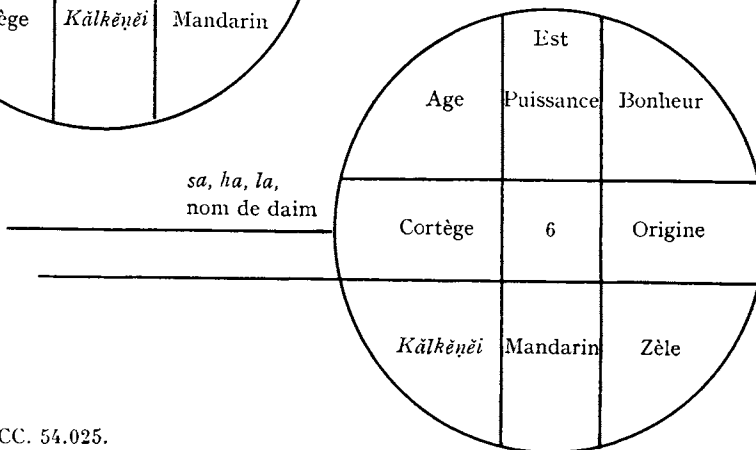 ège Kălkĕṇĕi Mandarin
Est
Age Puissance Bonheur
sa, ha, la,
nom de daim
Cortège 6 Origine
Kălkĕṇĕi Mandarin Zèle
CC. 54.025.